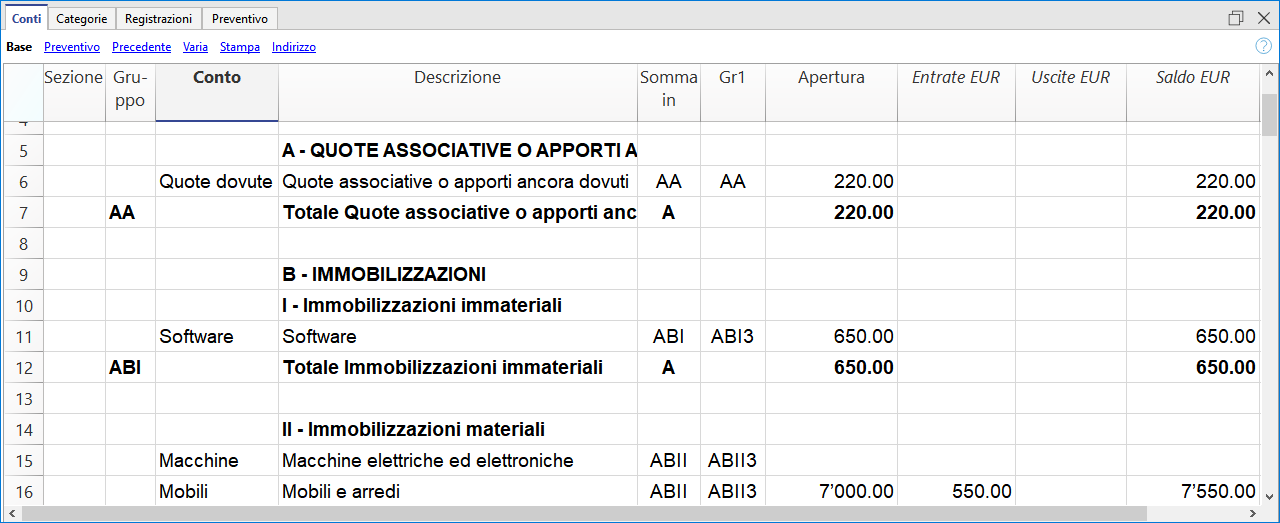 Conti Categorie Registrazioni Preventivo
Base Preventivo Precedente Varia Stampa Indirizzo ?
Sezione Gru-ppo Conto Descrizione Somma in Gr1 Apertura Entrate EUR Uscite EUR Saldo EUR
5 A - QUOTE ASSOCIATIVE O APPORTI A
6 Quote dovute Quote associative o apporti ancora dovuti AA AA 220.00 220.00
7 AA Totale Quote associative o apporti anc A 220.00 220.00
8
9 B - IMMOBILIZZAZIONI
10 I - Immobilizzazioni immateriali
11 Software Software ABI ABI3 650.00 650.00
12 ABI Totale Immobilizzazioni immateriali A 650.00 650.00
13
14 II - Immobilizzazioni materiali
15 Macchine Macchine elettriche ed elettroniche ABII ABII3
16 Mobili Mobili e arredi ABII ABII3 7’000.00 550.00 7’550.00